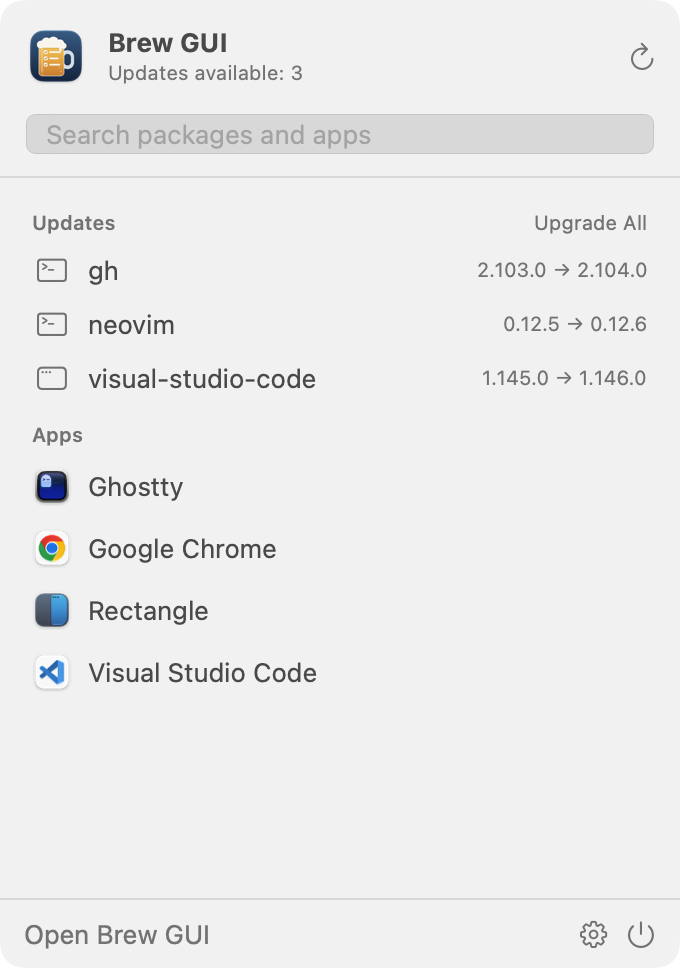 Brew GUI
Updates available: 3
Search packages and apps
Updates Upgrade All
gh 2.103.0 → 2.104.0
neovim 0.12.5 → 0.12.6
visual-studio-code 1.145.0 → 1.146.0
Apps
Ghostty
Google Chrome
Rectangle
Visual Studio Code
Open Brew GUI